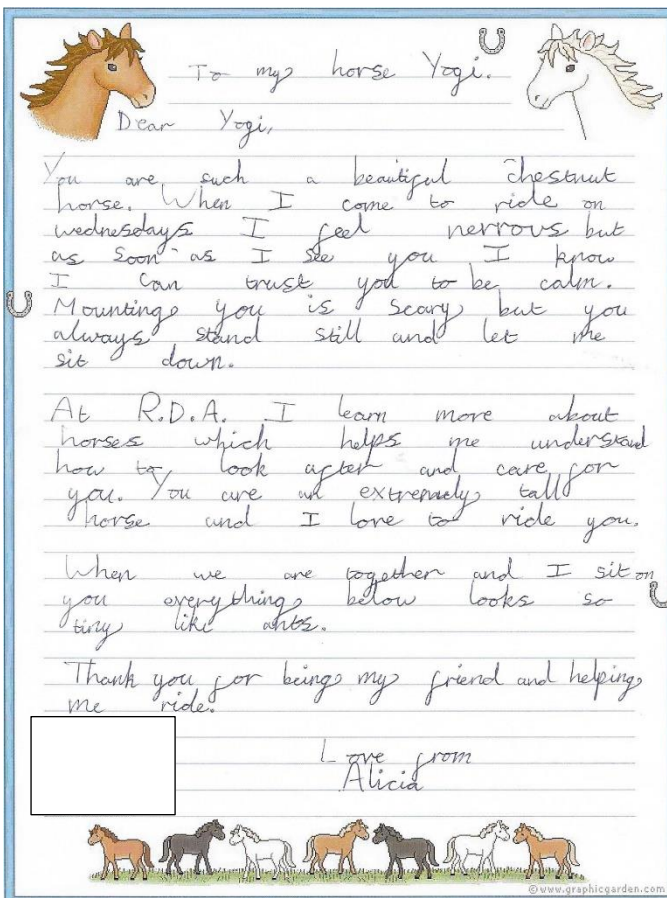 To my horse Yogi.
Dear Yogi,
You are such a beautiful chestnut
horse. When I come to ride on
wednesdays I feel nervous but
as soon as I see you I know
I can trust you to be calm.
Mounting you is scary but you
always stand still and let me
sit down.
At R.D.A. I learn more about
horses which helps me understand
how to look after and care for
you. You are an extremely tall
horse and I love to ride you.
When we are together and I sit on
you everything below looks so
tiny like ants.
Thank you for being my friend and helping
me ride.
Love from
Alicia
©www.graphicgarden.com